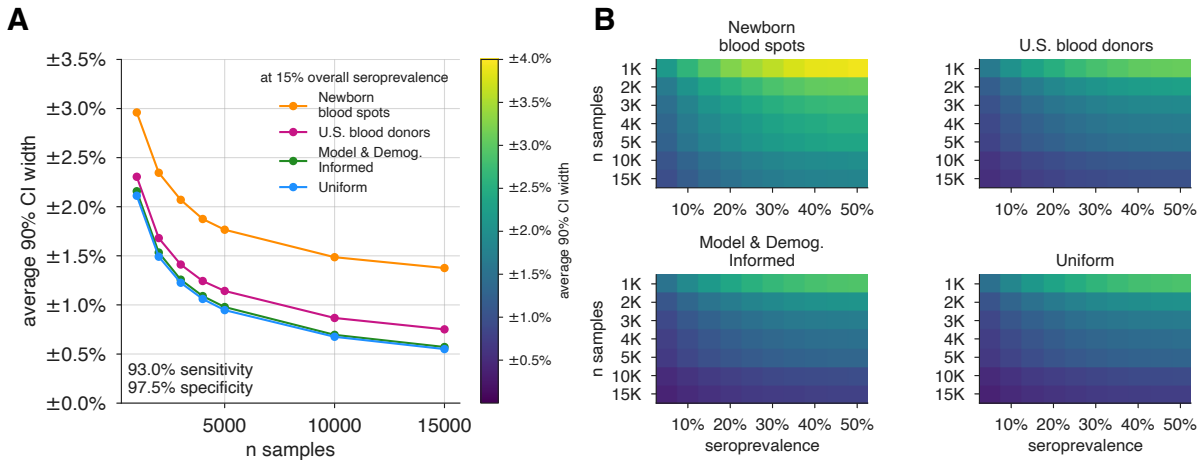 A
±3.5%
±3.0%
±2.5%
±2.0%
±1.5%
±1.0%
±0.5%
±0.0%
average 90% CI width
at 15% overall seroprevalence
Newborn
blood spots
U.S. blood donors
Model & Demog.
Informed
Uniform
93.0% sensitivity
97.5% specificity
5000
10000
15000
n samples
±4.0%
±3.5%
±3.0%
±2.5%
±2.0%
±1.5%
±1.0%
±0.5%
average 90% CI width
B
Newborn
blood spots
1K
2K
3K
4K
5K
10K
15K
n samples
10% 20% 30% 40% 50%
U.S. blood donors
1K
2K
3K
4K
5K
10K
15K
10% 20% 30% 40% 50%
Model & Demog.
Informed
1K
2K
3K
4K
5K
10K
15K
n samples
10% 20% 30% 40% 50%
seroprevalence
Uniform
1K
2K
3K
4K
5K
10K
15K
10% 20% 30% 40% 50%
seroprevalence